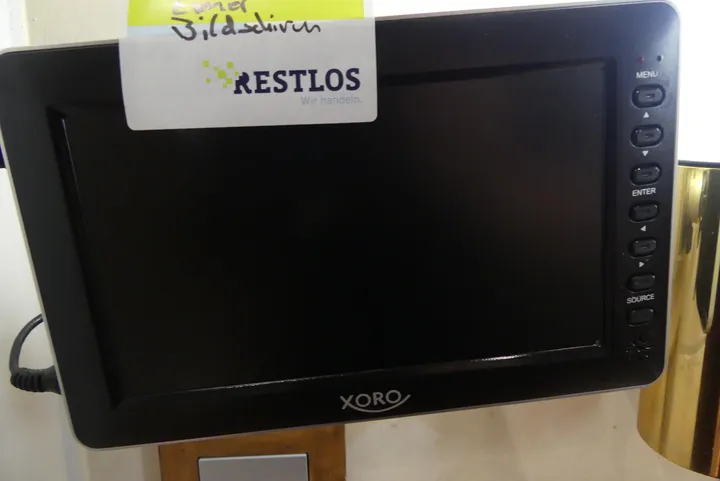 Bildschirm
RESTLOS
Wir handeln.
MENU
▲
▼
ENTER
◄
►
SOURCE
XORO